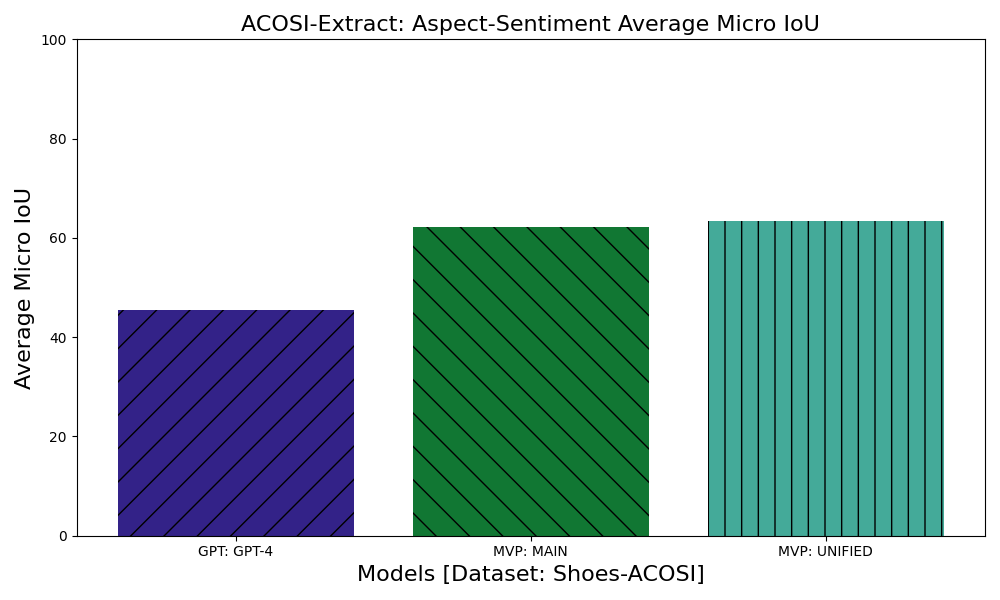 ACOSI-Extract: Aspect-Sentiment Average Micro IoU
Average Micro IoU
100
80
60
40
20
0
GPT: GPT-4
MVP: MAIN
MVP: UNIFIED
Models [Dataset: Shoes-ACOSI]